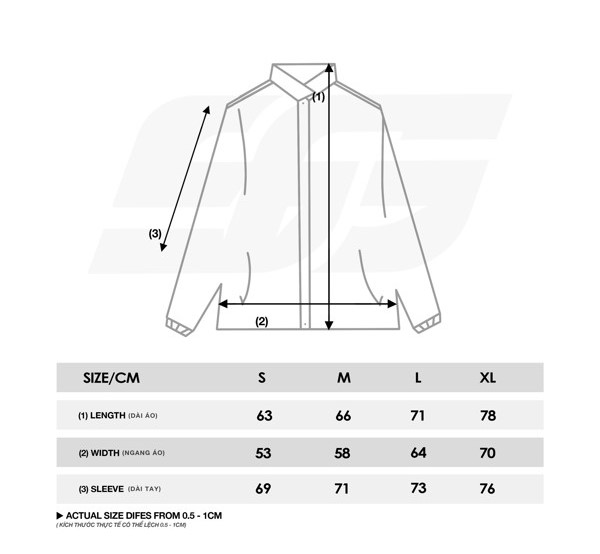 (1)
(3)
(2)
SIZE/CM S M L XL
(1) LENGTH (DÀI ÁO) 63 66 71 78
(2) WIDTH (NGANG ÁO) 53 58 64 70
(3) SLEEVE (DÀI TAY) 69 71 73 76
▶ ACTUAL SIZE DIFES FROM 0.5 - 1CM
( KÍCH THƯỚC THỰC TẾ CÓ THỂ LỆCH 0.5 - 1CM)